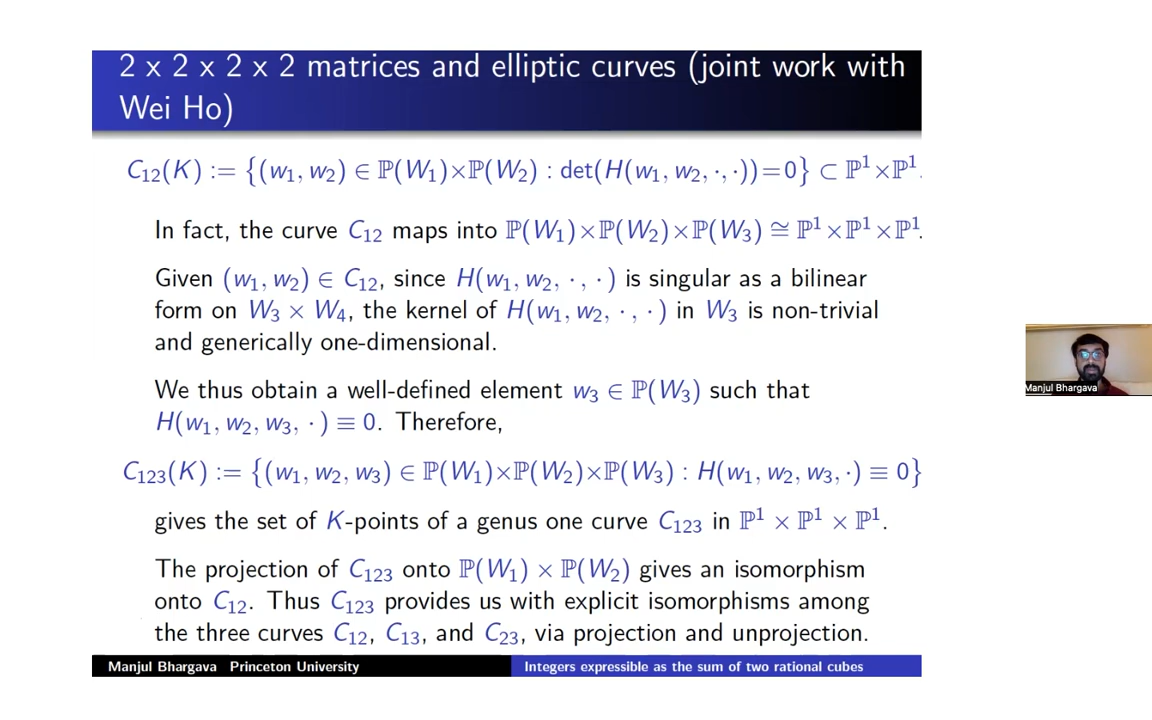 2 x 2 x 2 x 2 matrices and elliptic curves (joint work with
Wei Ho)
C₁₂(K) := {(w₁, w₂) ∈ ℙ(W₁)×ℙ(W₂) : det(H(w₁, w₂, ·, ·))=0} ⊂ ℙ¹×ℙ¹.
In fact, the curve C₁₂ maps into ℙ(W₁)×ℙ(W₂)×ℙ(W₃) ≅ ℙ¹×ℙ¹×ℙ¹.
Given (w₁, w₂) ∈ C₁₂, since H(w₁, w₂, ·, ·) is singular as a bilinear
form on W₃ × W₄, the kernel of H(w₁, w₂, ·, ·) in W₃ is non-trivial
and generically one-dimensional.
We thus obtain a well-defined element w₃ ∈ ℙ(W₃) such that
H(w₁, w₂, w₃, ·) ≡ 0. Therefore,
C₁₂₃(K) := {(w₁, w₂, w₃) ∈ ℙ(W₁)×ℙ(W₂)×ℙ(W₃) : H(w₁, w₂, w₃, ·) ≡ 0}
gives the set of K-points of a genus one curve C₁₂₃ in ℙ¹ × ℙ¹ × ℙ¹.
The projection of C₁₂₃ onto ℙ(W₁) × ℙ(W₂) gives an isomorphism
onto C₁₂. Thus C₁₂₃ provides us with explicit isomorphisms among
the three curves C₁₂, C₁₃, and C₂₃, via projection and unprojection.
Manjul Bhargava Princeton University
Integers expressible as the sum of two rational cubes
Manjul Bhargava